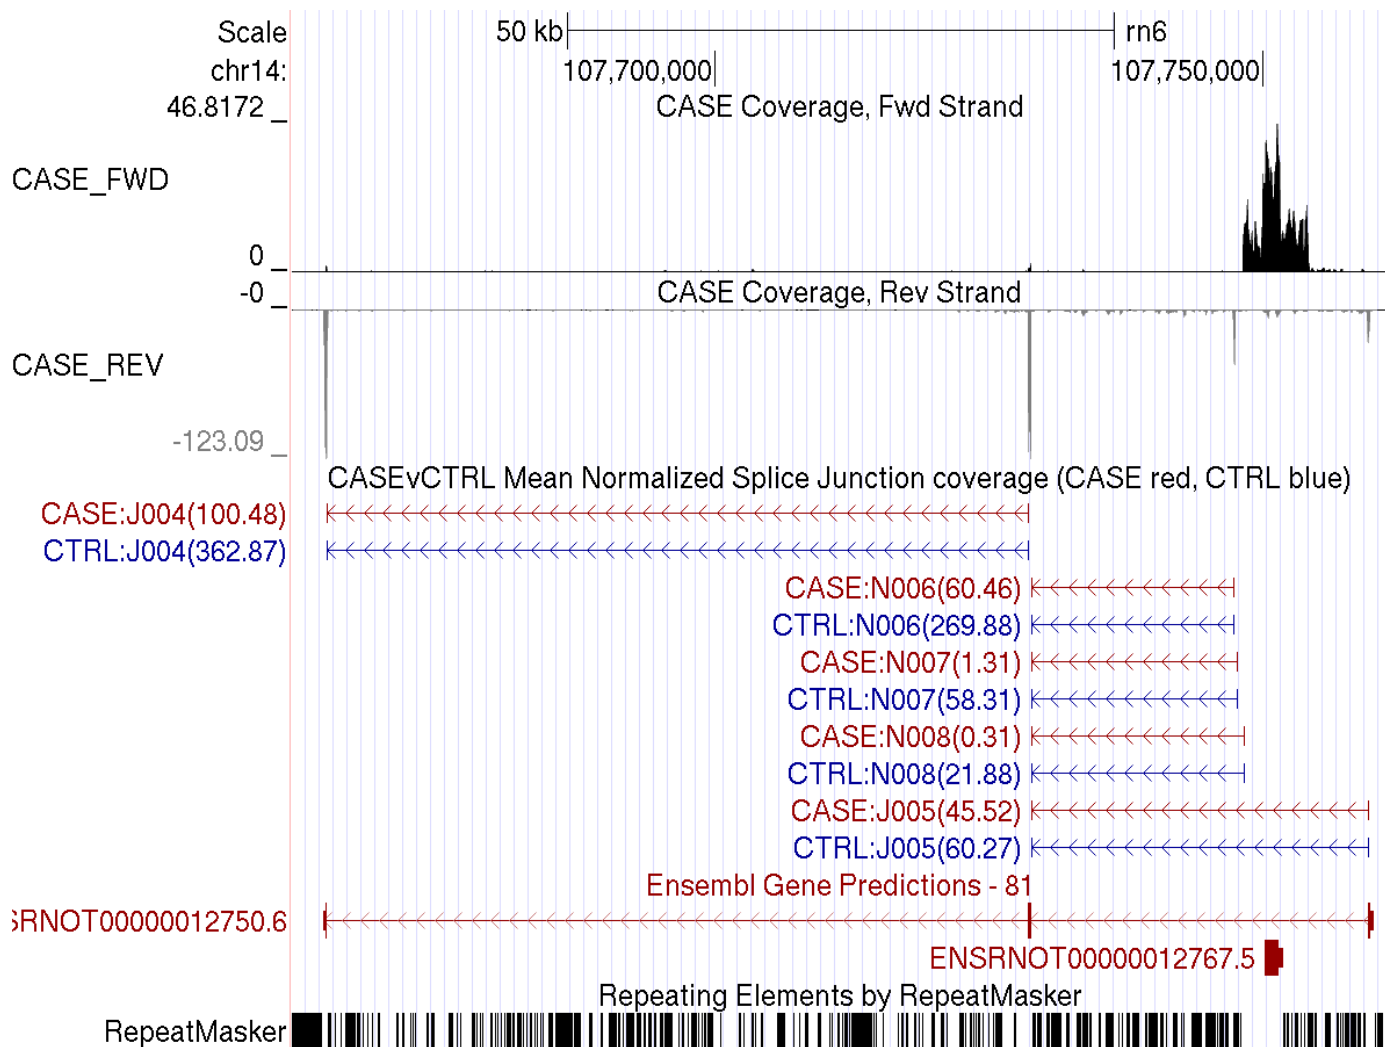 Scale 50 kb rn6
chr14: 107,700,000 107,750,000
46.8172 _ CASE Coverage, Fwd Strand
CASE_FWD
0 _
-0 _ CASE Coverage, Rev Strand
CASE_REV
-123.09 _
CASEvCTRL Mean Normalized Splice Junction coverage (CASE red, CTRL blue)
CASE:J004(100.48)
CTRL:J004(362.87)
CASE:N006(60.46)
CTRL:N006(269.88)
CASE:N007(1.31)
CTRL:N007(58.31)
CASE:N008(0.31)
CTRL:N008(21.88)
CASE:J005(45.52)
CTRL:J005(60.27)
Ensembl Gene Predictions - 81
SRNOT00000012750.6
ENSRNOT00000012767.5
Repeating Elements by RepeatMasker
RepeatMasker